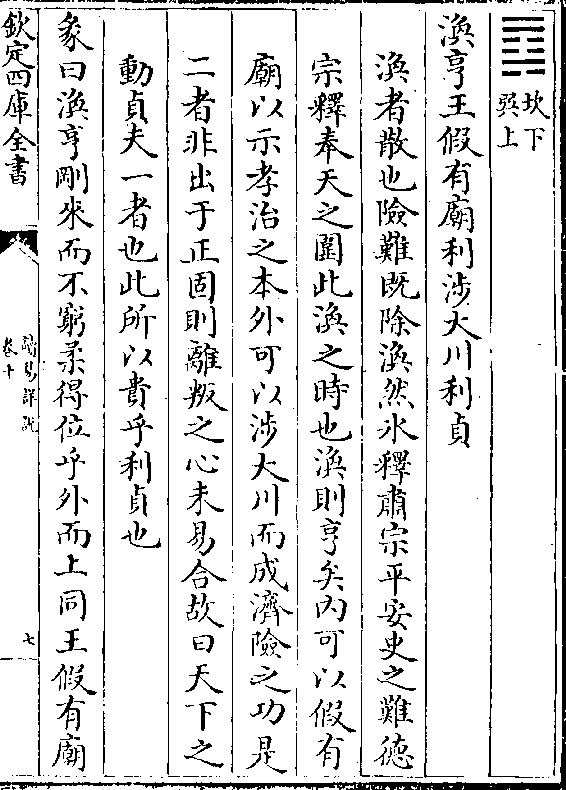 坎下
巽上
渙亨王假有廟利涉大川利貞
渙者散也險難既除渙然氷釋肅宗平安史之難德
宗釋奉天之圍此渙之時也渙則亨矣内可以假有
廟以示孝治之本外可以涉大川而成濟險之功是
二者非出于正固則離叛之心未易合故曰天下之
動貞夫一者也此所以貴乎利貞也
彖曰渙亨剛來而不窮柔得位乎外而上同王假有廟
欽定四庫全書
讀易詳説
卷十
七